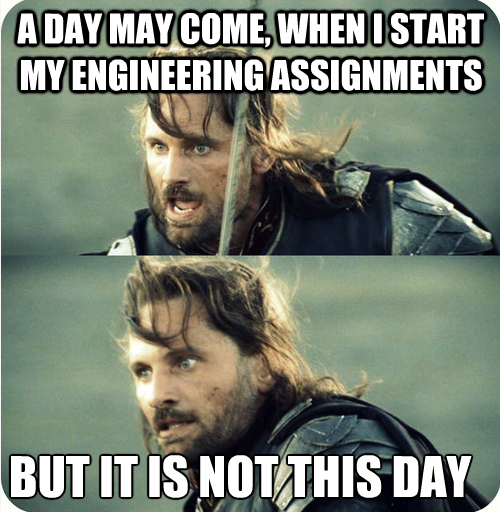 A DAY MAY COME, WHEN I START
MY ENGINEERING ASSIGNMENTS
BUT IT IS NOT THIS DAY